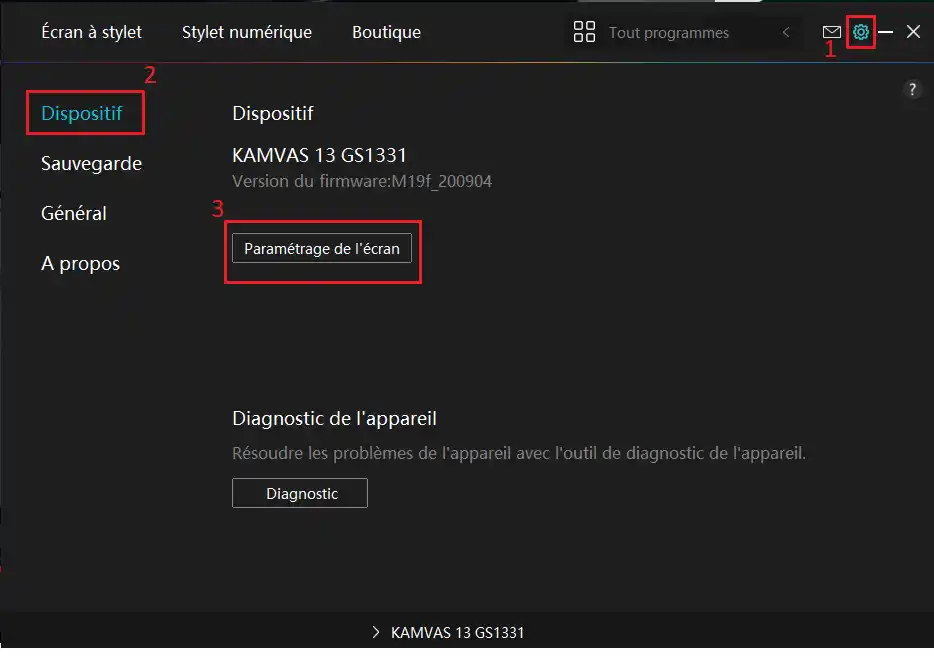 Écran à stylet Stylet numérique Boutique Tout programmes
1
2
?
Dispositif
Sauvegarde
Général
A propos
Dispositif
KAMVAS 13 GS1331
Version du firmware:M19f_200904
3
Paramétrage de l'écran
Diagnostic de l'appareil
Résoudre les problèmes de l'appareil avec l'outil de diagnostic de l'appareil.
Diagnostic
KAMVAS 13 GS1331